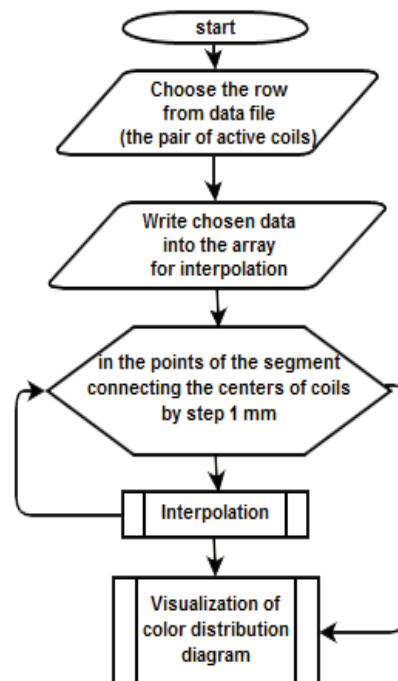 start
Choose the row
from data file
(the pair of active coils)
Write chosen data
into the array
for interpolation
in the points of the segment
connecting the centers of coils
by step 1 mm
Interpolation
Visualization of
color distribution
diagram